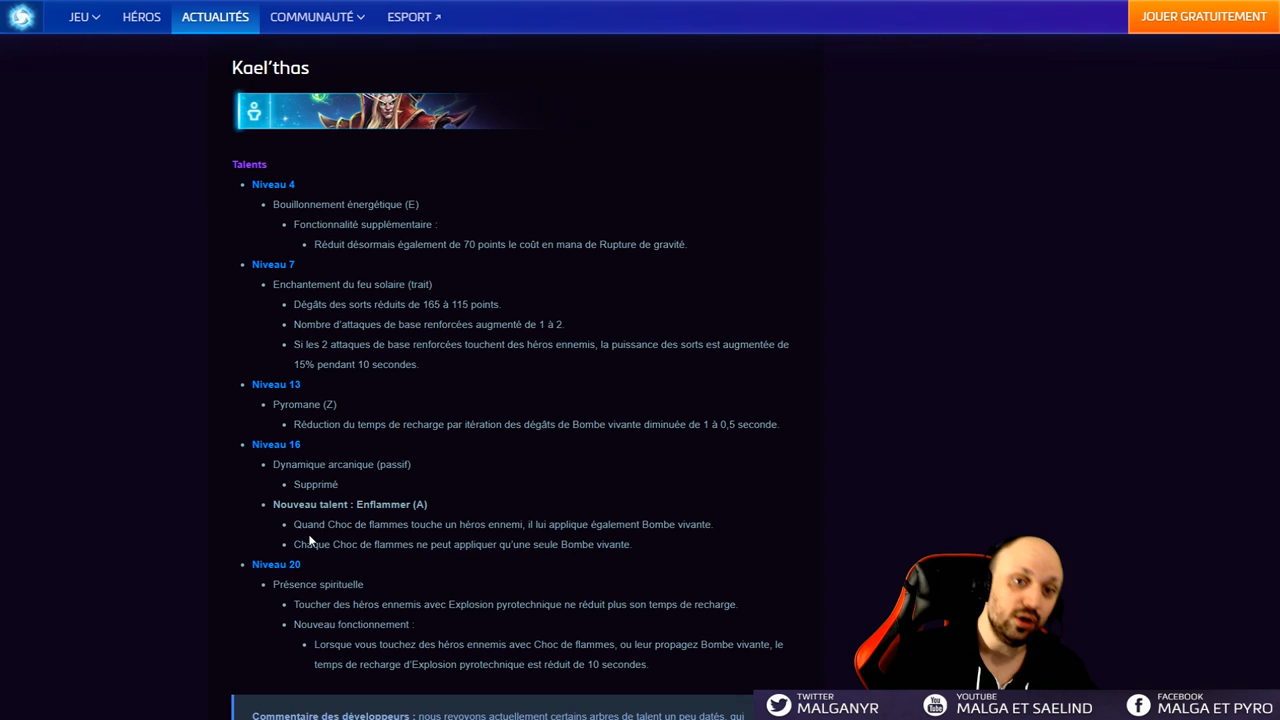 JEU HÉROS ACTUALITÉS COMMUNAUTÉ ESPORT JOUER GRATUITEMENT
Kael'thas
Talents
Niveau 4
Bouillonnement énergétique (E)
Fonctionnalité supplémentaire :
Réduit désormais également de 70 points le coût en mana de Rupture de gravité.
Niveau 7
Enchantement du feu solaire (trait)
Dégâts des sorts réduits de 165 à 115 points.
Nombre d'attaques de base renforcées augmenté de 1 à 2.
Si les 2 attaques de base renforcées touchent des héros ennemis, la puissance des sorts est augmentée de
15% pendant 10 secondes.
Niveau 13
Pyromane (Z)
Réduction du temps de recharge par itération des dégâts de Bombe vivante diminuée de 1 à 0,5 seconde.
Niveau 16
Dynamique arcanique (passif)
Supprimé
Nouveau talent : Enflammer (A)
Quand Choc de flammes touche un héros ennemi, il lui applique également Bombe vivante.
Chaque Choc de flammes ne peut appliquer qu'une seule Bombe vivante.
Niveau 20
Présence spirituelle
Toucher des héros ennemis avec Explosion pyrotechnique ne réduit plus son temps de recharge.
Nouveau fonctionnement :
Lorsque vous touchez des héros ennemis avec Choc de flammes, ou leur propagez Bombe vivante, le
temps de recharge d'Explosion pyrotechnique est réduit de 10 secondes.
Commentaire des développeurs : nous revoyons actuellement certains arbres de talent un peu datés, qui
TWITTER
MALGANYR
YOUTUBE
MALGA ET SAELIND
FACEBOOK
MALGA ET PYRO